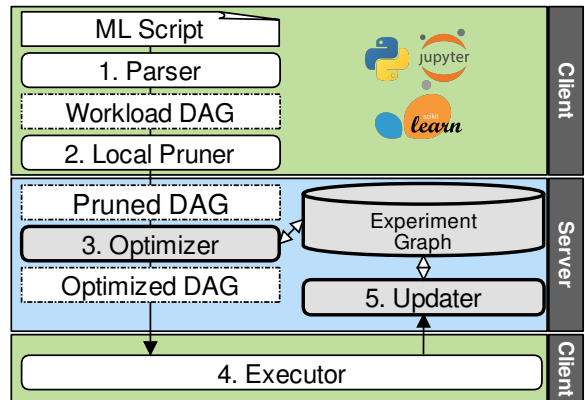 ML Script
1. Parser
Workload DAG
2. Local Pruner
jupyter
scikit
learn
Client
Pruned DAG
3. Optimizer
Optimized DAG
Experiment
Graph
5. Updater
Server
4. Executor
Client